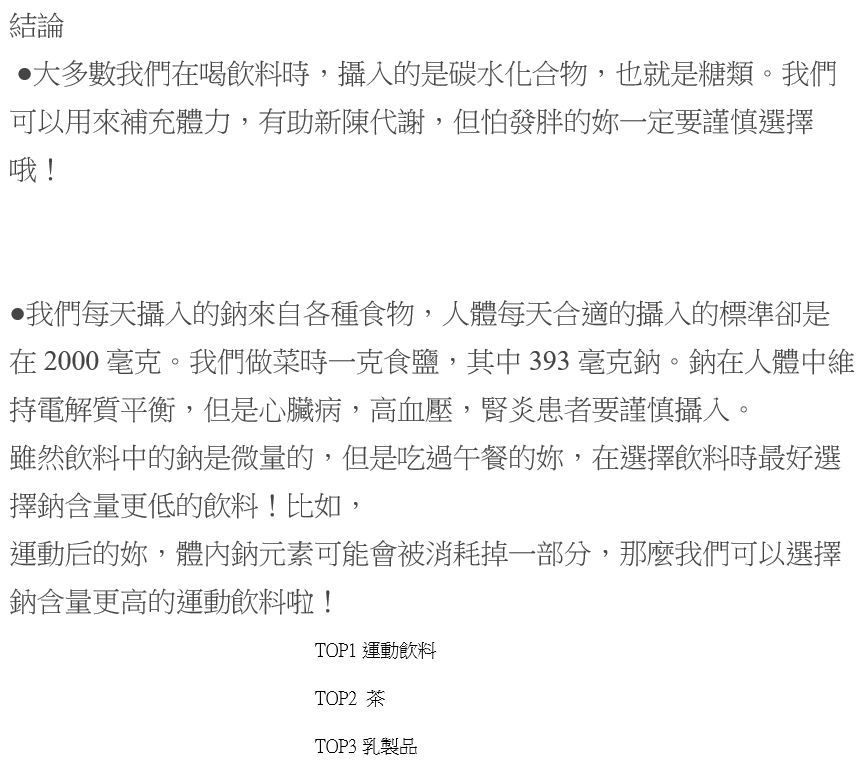 結論
●大多數我們在喝飲料時，攝入的是碳水化合物，也就是糖類。我們
可以用來補充體力，有助新陳代謝，但怕發胖的妳一定要謹慎選擇
哦！
●我們每天攝入的鈉來自各種食物，人體每天合適的攝入的標準卻是
在 2000 毫克。我們做菜時一克食鹽，其中 393 毫克鈉。鈉在人體中維
持電解質平衡，但是心臟病，高血壓，腎炎患者要謹慎攝入。
雖然飲料中的鈉是微量的，但是吃過午餐的妳，在選擇飲料時最好選
擇鈉含量更低的飲料！比如，
運動后的妳，體內鈉元素可能會被消耗掉一部分，那麼我們可以選擇
鈉含量更高的運動飲料啦！
TOP1 運動飲料
TOP2 茶
TOP3 乳製品